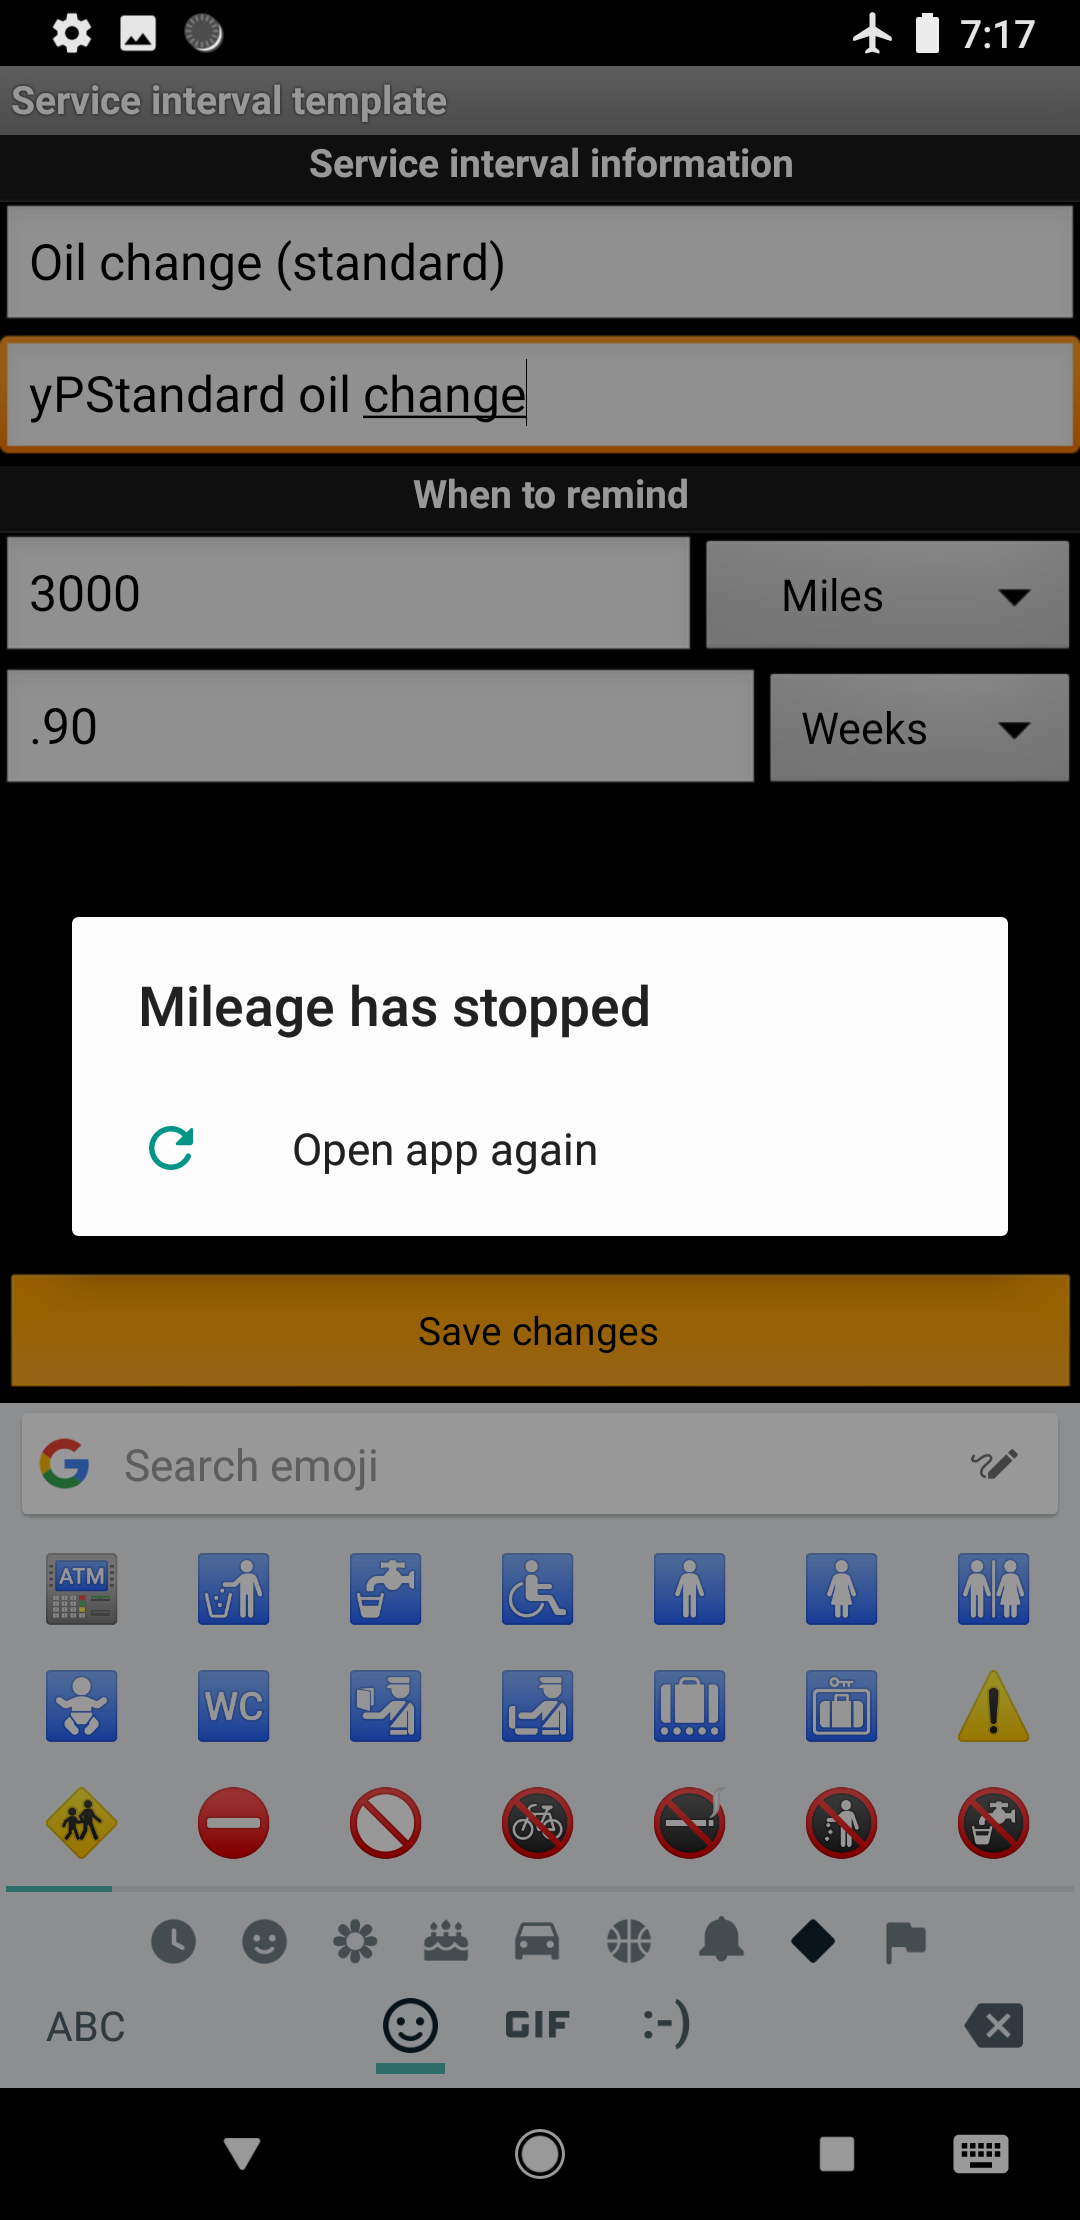 7:17
Service interval template
Service interval information
Oil change (standard)
yPStandard oil change
When to remind
3000
Miles
.90
Weeks
Mileage has stopped
Open app again
Save changes
Search emoji
ATM
WC
ABC
GIF
:-)